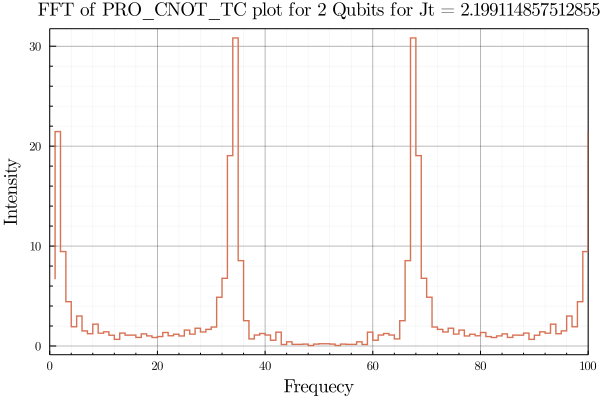 FFT of PRO_CNOT_TC plot for 2 Qubits for Jt = 2.199114857512855
30
20
10
0
Intensity
0 20 40 60 80 100
Frequecy